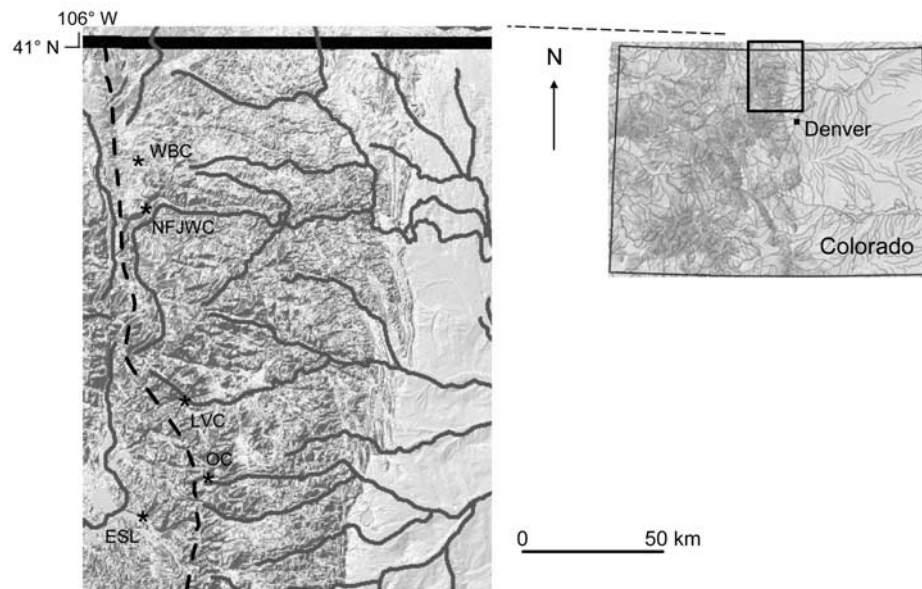 106° W
41° N
N
WBC
Denver
NFJWC
Colorado
LVC
OC
ESL
0 50 km